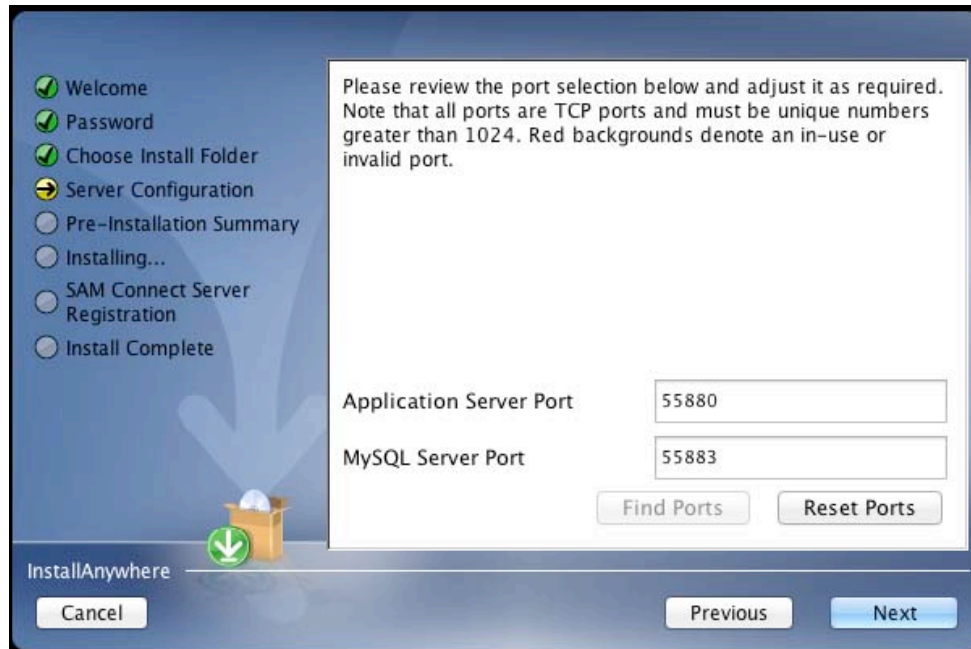 Welcome
Password
Choose Install Folder
Server Configuration
Pre-Installation Summary
Installing...
SAM Connect Server
Registration
Install Complete
Please review the port selection below and adjust it as required.
Note that all ports are TCP ports and must be unique numbers
greater than 1024. Red backgrounds denote an in-use or
invalid port.
Application Server Port
55880
MySQL Server Port
55883
Find Ports
Reset Ports
InstallAnywhere
Cancel
Previous
Next